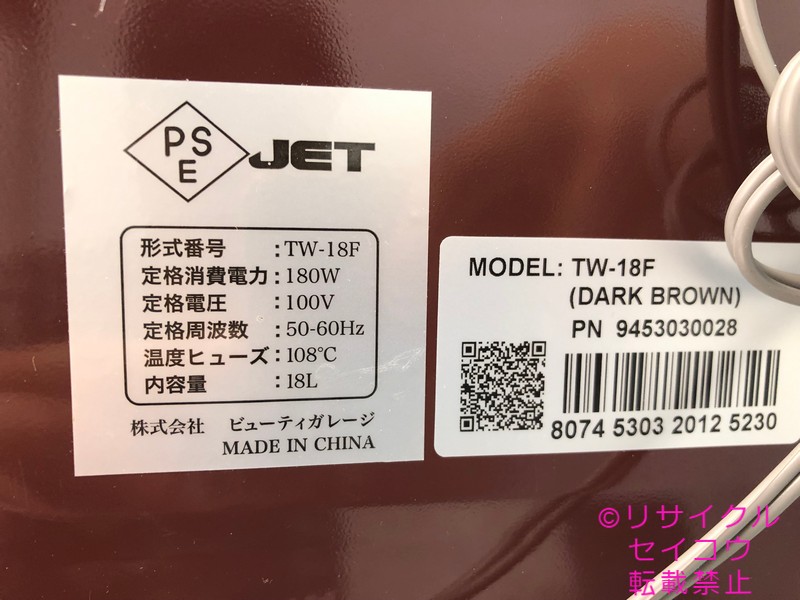 PSE JET
形式番号 : TW-18F
定格消費電力 : 180W
定格電圧 : 100V
定格周波数 : 50-60Hz
温度ヒューズ : 108℃
内容量 : 18L
株式会社 ビューティガレージ
MADE IN CHINA
MODEL: TW-18F
(DARK BROWN)
PN 9453030028
8074 5303 2012 5230
©リサイクル
セイコウ
転載禁止